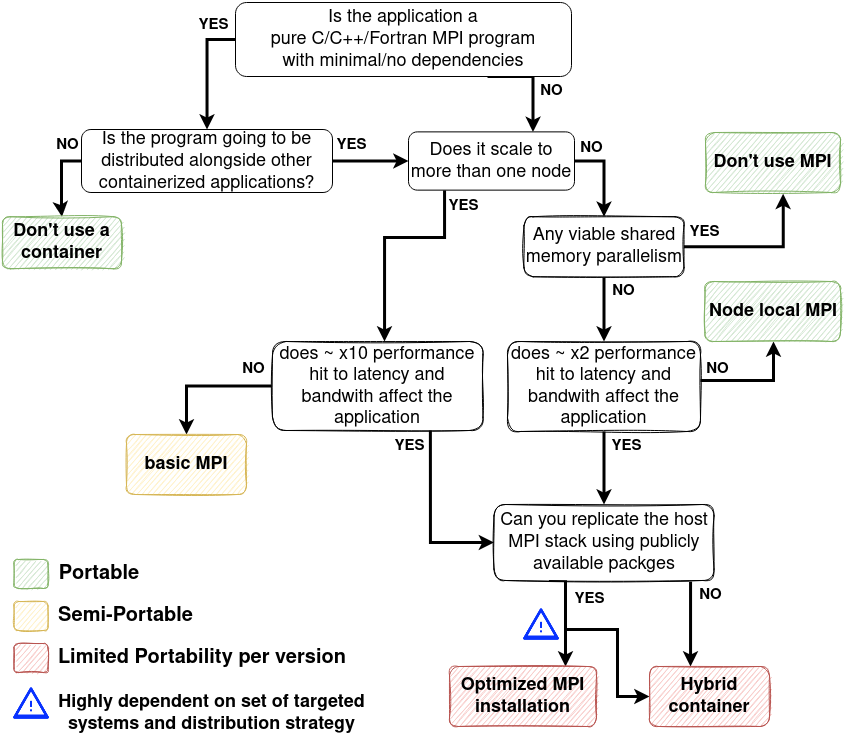 Is the application a
pure C/C++/Fortran MPI program
with minimal/no dependencies
YES
NO
Is the program going to be
distributed alongside other
containerized applications?
NO
YES
Does it scale to
more than one node
NO
YES
Don't use MPI
Don't use a
container
Any viable shared
memory parallelism
YES
NO
Node local MPI
does ~ x10 performance
hit to latency and
bandwith affect the
application
NO
YES
does ~ x2 performance
hit to latency and
bandwith affect the
application
NO
YES
basic MPI
Can you replicate the host
MPI stack using publicly
available packges
YES
NO
Optimized MPI
installation
Hybrid
container
Portable
Semi-Portable
Limited Portability per version
Highly dependent on set of targeted
systems and distribution strategy